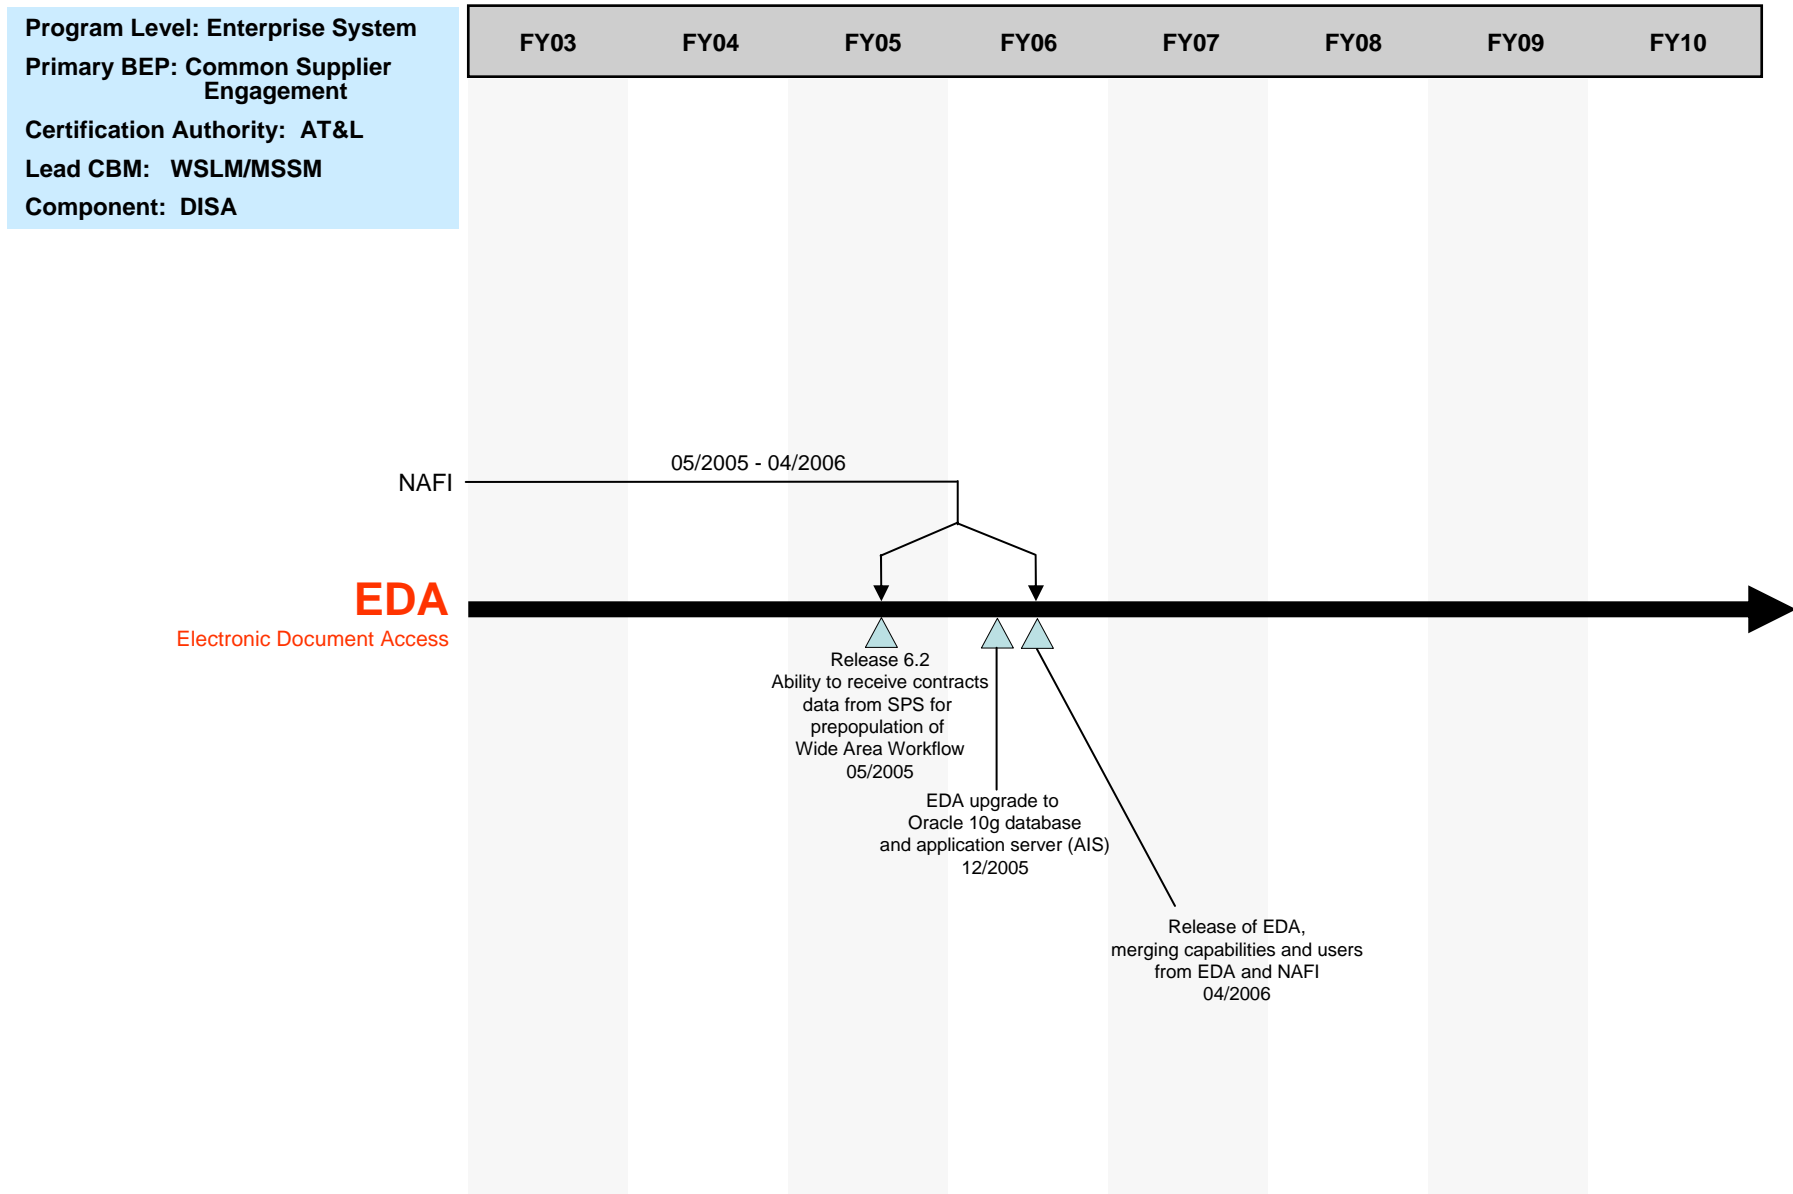 Program Level: Enterprise System
Primary BEP: Common Supplier
Engagement
Certification Authority: AT&L
Lead CBM: WSLM/MSSM
Component: DISA
FY03 FY04 FY05 FY06 FY07 FY08 FY09 FY10
05/2005 - 04/2006
NAFI
EDA
Electronic Document Access
Release 6.2
Ability to receive contracts
data from SPS for
prepopulation of
Wide Area Workflow
05/2005
EDA upgrade to
Oracle 10g database
and application server (AIS)
12/2005
Release of EDA,
merging capabilities and users
from EDA and NAFI
04/2006